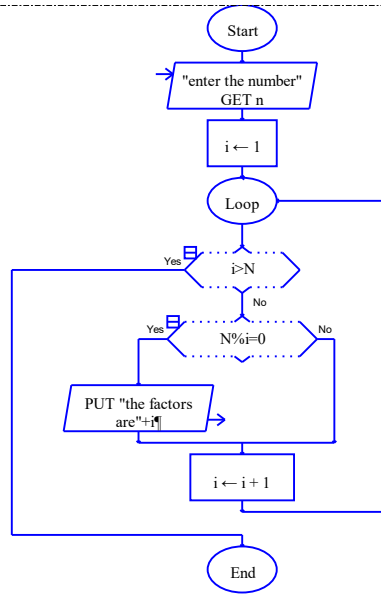 Start
"enter the number"
GET n
i ← 1
Loop
Yes
i>N
No
Yes
N%i=0
No
PUT "the factors
are"+i¶
i ← i + 1
End